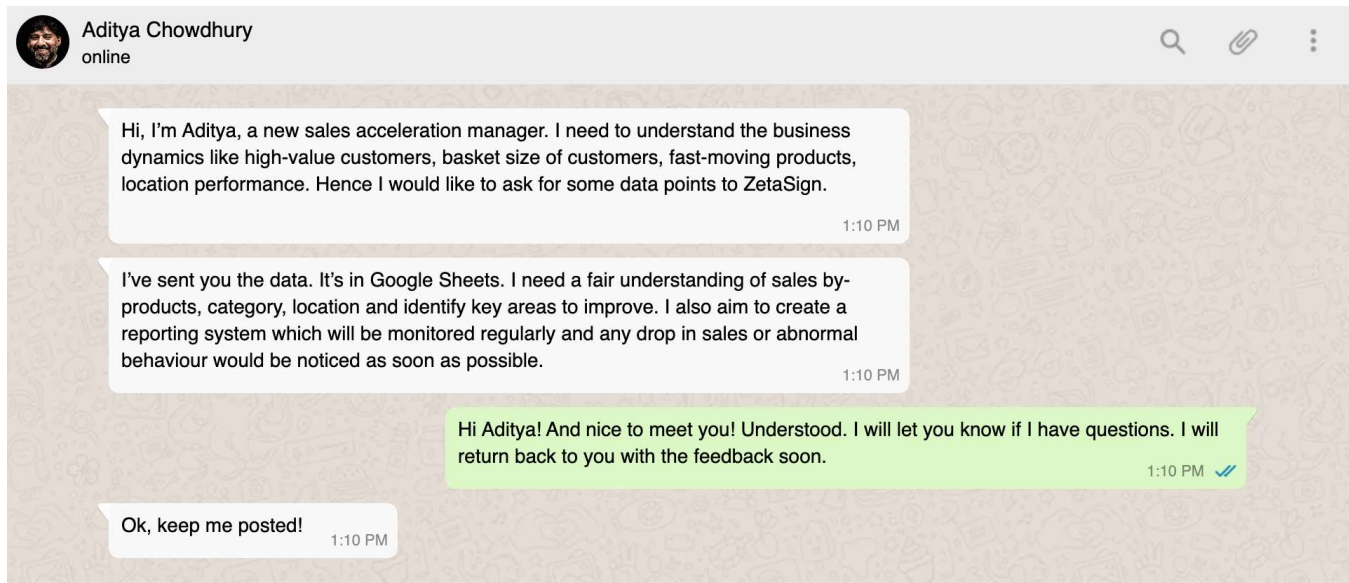 Aditya Chowdhury
online
Hi, I’m Aditya, a new sales acceleration manager. I need to understand the business
dynamics like high-value customers, basket size of customers, fast-moving products,
location performance. Hence I would like to ask for some data points to ZetaSign.
1:10 PM
I’ve sent you the data. It’s in Google Sheets. I need a fair understanding of sales by-
products, category, location and identify key areas to improve. I also aim to create a
reporting system which will be monitored regularly and any drop in sales or abnormal
behaviour would be noticed as soon as possible.
1:10 PM
Hi Aditya! And nice to meet you! Understood. I will let you know if I have questions. I will
return back to you with the feedback soon.
1:10 PM
Ok, keep me posted!
1:10 PM